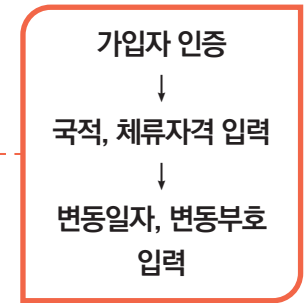 가입자 인증
↓
국적, 체류자격 입력
↓
변동일자, 변동부호
입력